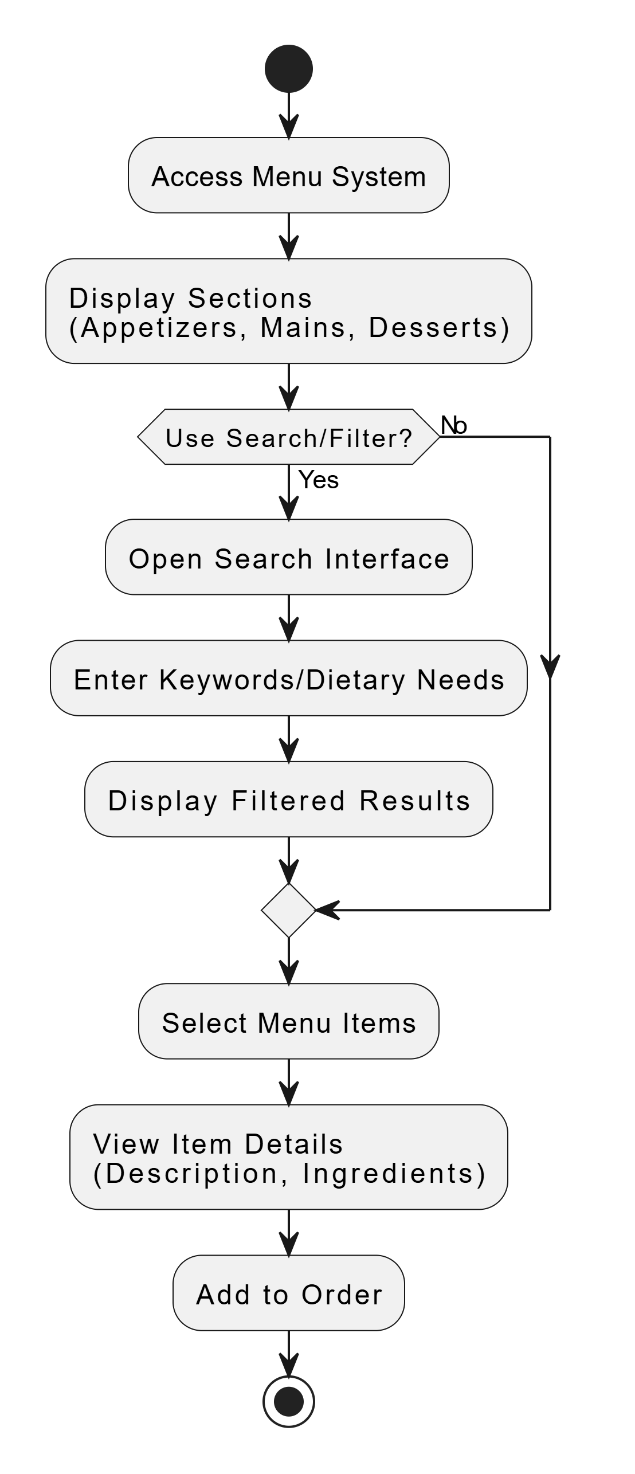 Access Menu System
Display Sections
(Appetizers, Mains, Desserts)
Use Search/Filter?
No
Yes
Open Search Interface
Enter Keywords/Dietary Needs
Display Filtered Results
Select Menu Items
View Item Details
(Description, Ingredients)
Add to Order